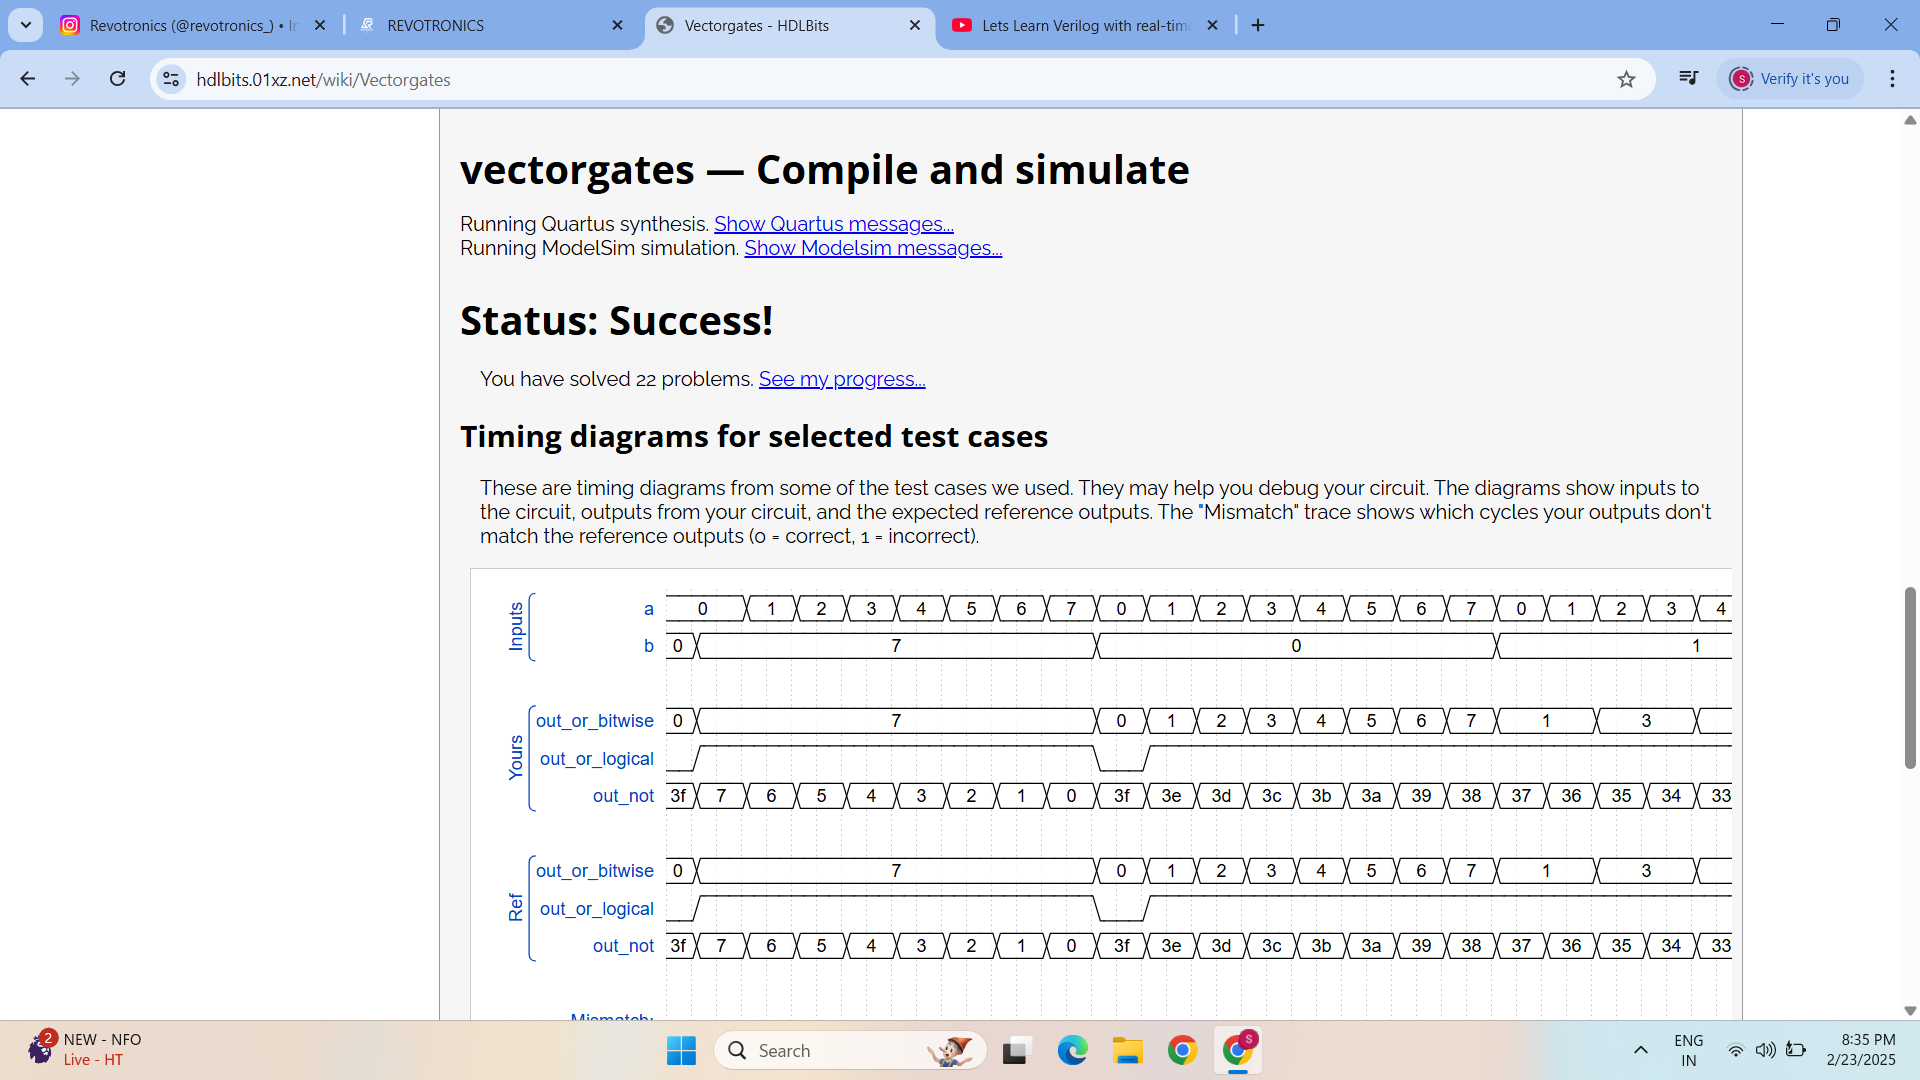 Revotronics (@revotronics_) • In
REVOTRONICS
Vectorgates - HDLBits
Lets Learn Verilog with real-tim
hdlbits.01xz.net/wiki/Vectorgates
S
Verify it's you
vectorgates — Compile and simulate
Running Quartus synthesis. Show Quartus messages...
Running ModelSim simulation. Show Modelsim messages...
Status: Success!
You have solved 22 problems. See my progress...
Timing diagrams for selected test cases
These are timing diagrams from some of the test cases we used. They may help you debug your circuit. The diagrams show inputs to
the circuit, outputs from your circuit, and the expected reference outputs. The "Mismatch" trace shows which cycles your outputs don't
match the reference outputs (0 = correct, 1 = incorrect).
Inputs
a 0 1 2 3 4 5 6 7 0 1 2 3 4 5 6 7 0 1 2 3 4
b 0 7 0 1
Yours
out_or_bitwise 0 7 0 1 2 3 4 5 6 7 1 3
out_or_logical
out_not 3f 7 6 5 4 3 2 1 0 3f 3e 3d 3c 3b 3a 39 38 37 36 35 34 33
Ref
out_or_bitwise 0 7 0 1 2 3 4 5 6 7 1 3
out_or_logical
out_not 3f 7 6 5 4 3 2 1 0 3f 3e 3d 3c 3b 3a 39 38 37 36 35 34 33
Mismatch:
2
NEW - NFO
Live - HT
Search
S
ENG
IN
8:35 PM
2/23/2025